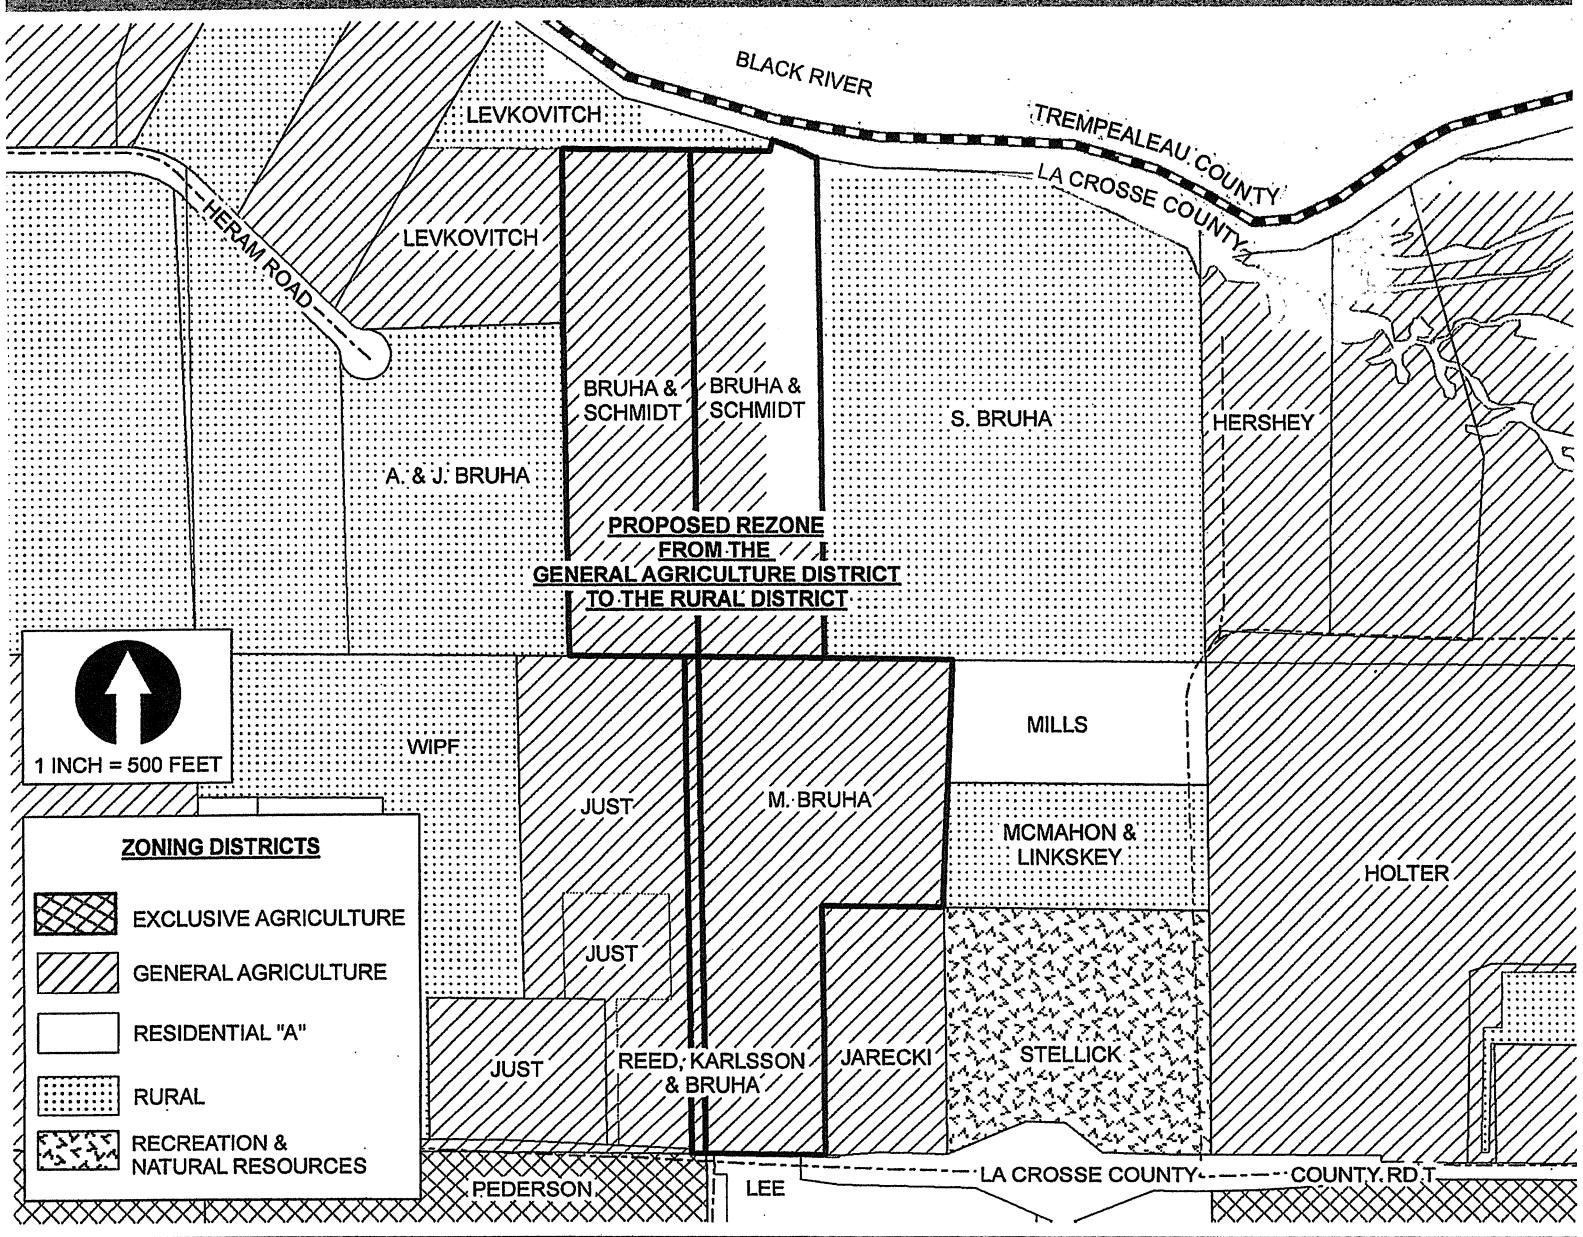 BLACK RIVER
TREMPEALEAU COUNTY
LA CROSSE COUNTY
LEVKOVITCH
LEVKOVITCH
HERAM ROAD
BRUHA &
SCHMIDT
BRUHA &
SCHMIDT
S. BRUHA
HERSHEY
A. & J. BRUHA
PROPOSED REZONE
FROM THE
GENERAL AGRICULTURE DISTRICT
TO THE RURAL DISTRICT
1 INCH = 500 FEET
WIPF
MILLS
JUST
M. BRUHA
MCMAHON &
LINKSKEY
HOLTER
JUST
JUST
REED, KARLSSON
& BRUHA
JARECKI
STELLICK
ZONING DISTRICTS
EXCLUSIVE AGRICULTURE
GENERAL AGRICULTURE
RESIDENTIAL "A"
RURAL
RECREATION &
NATURAL RESOURCES
PEDERSON
LEE
LA CROSSE COUNTY
COUNTY RD T